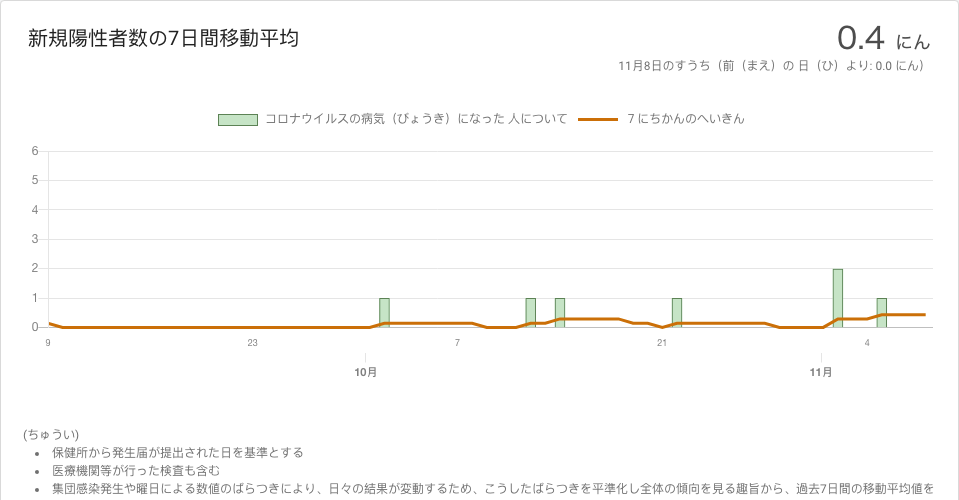 新規陽性者数の7日間移動平均
0.4 にん
11月8日のすうち（前（まえ）の 日（ひ）より: 0.0 にん）
コロナウイルスの病気（びょうき）になった 人について
7 にちかんのへいきん
6
5
4
3
2
1
0
9 23 7 21 4
10月 11月
(ちゅうい)
• 保健所から発生届が提出された日を基準とする
• 医療機関等が行った検査も含む
• 集団感染発生や曜日による数値のばらつきにより、日々の結果が変動するため、こうしたばらつきを平準化し全体の傾向を見る趣旨から、過去7日間の移動平均値を